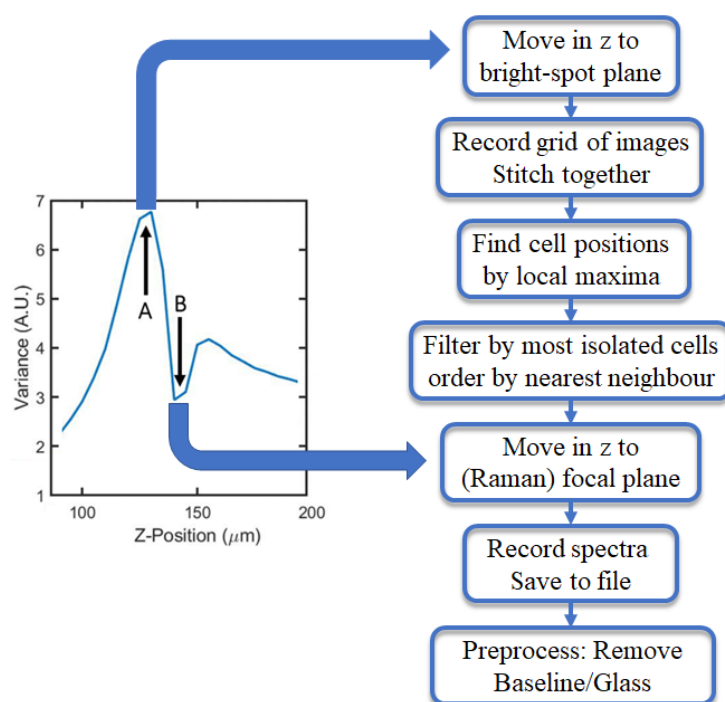 Move in z to
bright-spot plane
Record grid of images
Stitch together
Find cell positions
by local maxima
Filter by most isolated cells
order by nearest neighbour
Move in z to
(Raman) focal plane
Record spectra
Save to file
Preprocess: Remove
Baseline/Glass
7
6
5
4
3
2
1
Variance (A.U.)
A
B
100
150
200
Z-Position (μm)